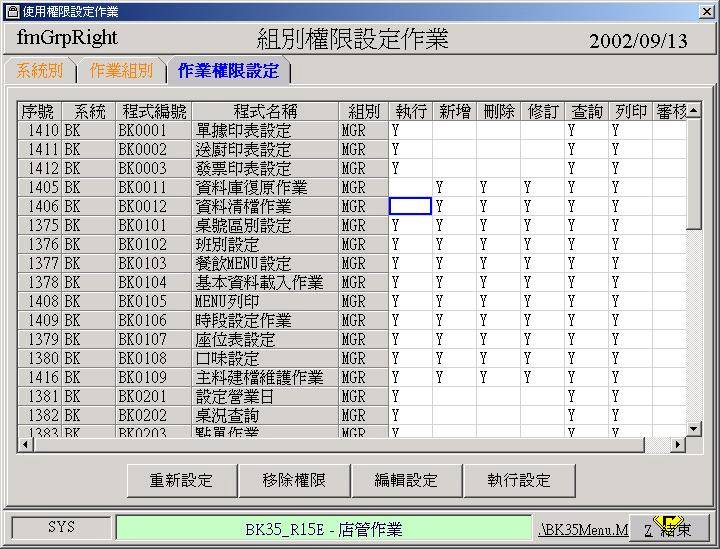 使用權限設定作業
fmGrpRight 組別權限設定作業 2002/09/13
系統別 作業組別 作業權限設定
序號 系統 程式編號 程式名稱 組別 執行 新增 刪除 修訂 查詢 列印 審核
1410 BK BK0001 單據印表設定 MGR Y Y Y
1411 BK BK0002 送廚印表設定 MGR Y Y Y
1412 BK BK0003 發票印表設定 MGR Y Y Y
1405 BK BK0011 資料庫復原作業 MGR Y Y Y Y Y
1406 BK BK0012 資料清檔作業 MGR Y Y Y Y Y
1375 BK BK0101 桌號區別設定 MGR Y Y Y Y Y Y
1376 BK BK0102 班別設定 MGR Y Y Y Y Y Y
1377 BK BK0103 餐飲MENU設定 MGR Y Y Y Y Y Y
1378 BK BK0104 基本資料載入作業 MGR Y Y Y Y Y Y
1408 BK BK0105 MENU列印 MGR Y Y Y Y Y Y
1409 BK BK0106 時段設定作業 MGR Y Y Y Y Y Y
1379 BK BK0107 座位表設定 MGR Y Y Y Y Y Y
1380 BK BK0108 口味設定 MGR Y Y Y Y Y Y
1416 BK BK0109 主料建檔維護作業 MGR Y Y Y Y Y Y
1381 BK BK0201 設定營業日 MGR Y Y Y
1382 BK BK0202 桌況查詢 MGR Y Y Y
1383 BK BK0203 點單作業 MGR Y Y Y
重新設定 移除權限 編輯設定 執行設定
SYS BK35_R15E - 店管作業 .\BK35Menu.M Z 結束